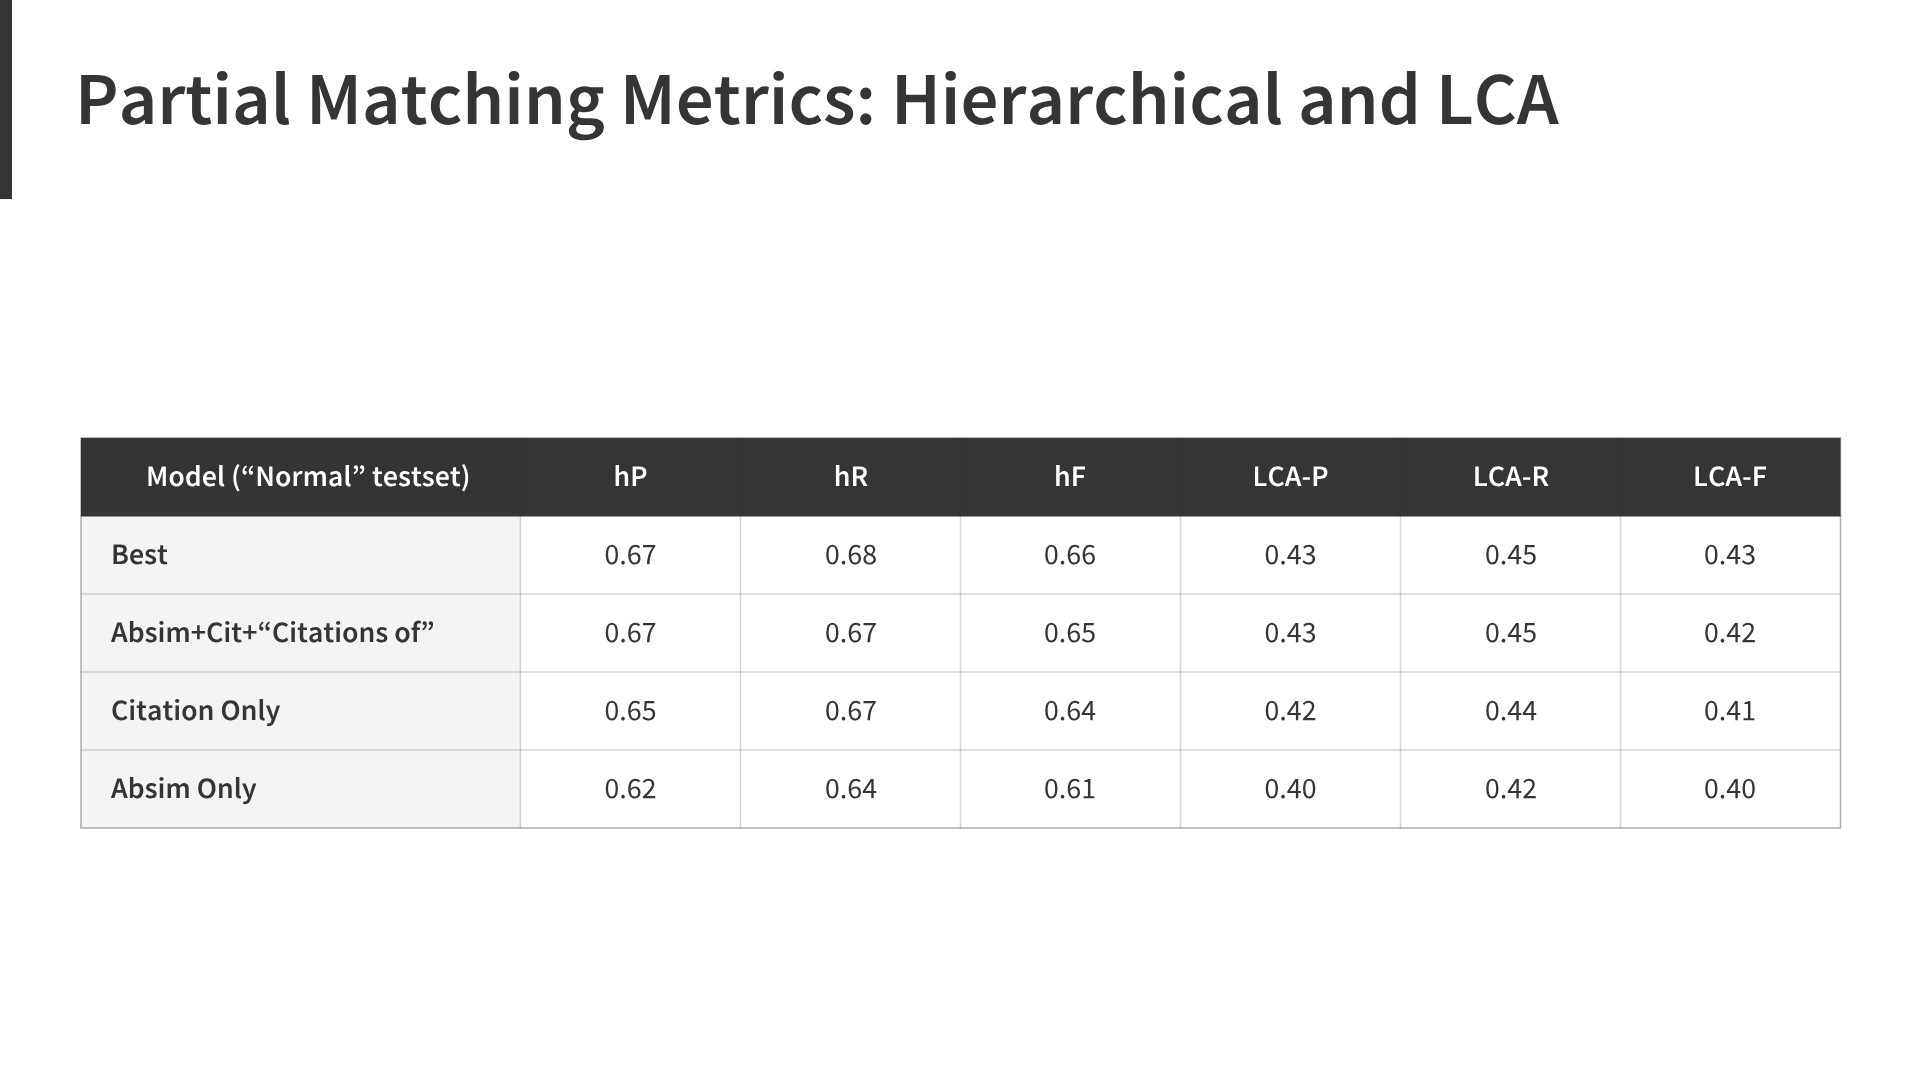 Partial Matching Metrics: Hierarchical and LCA
Model (“Normal” testset) hP hR hF LCA-P LCA-R LCA-F
Best 0.67 0.68 0.66 0.43 0.45 0.43
Absim+Cit+“Citations of” 0.67 0.67 0.65 0.43 0.45 0.42
Citation Only 0.65 0.67 0.64 0.42 0.44 0.41
Absim Only 0.62 0.64 0.61 0.40 0.42 0.40